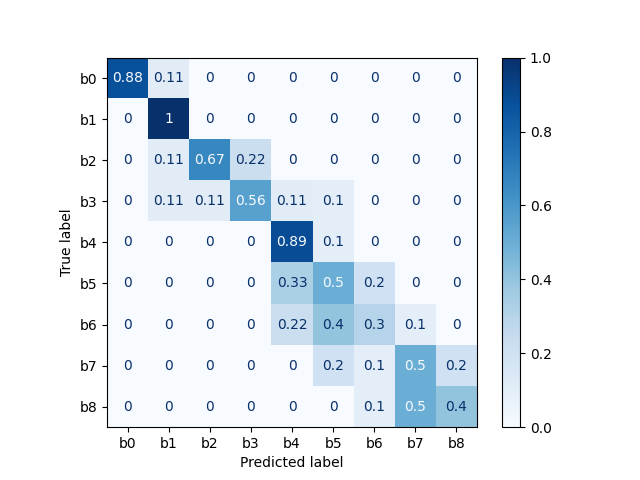 b0 0.88 0.11 0 0 0 0 0 0 0
b1 0 1 0 0 0 0 0 0 0
b2 0 0.11 0.67 0.22 0 0 0 0 0
b3 0 0.11 0.11 0.56 0.11 0.1 0 0 0
b4 0 0 0 0 0.89 0.1 0 0 0
b5 0 0 0 0 0.33 0.5 0.2 0 0
b6 0 0 0 0 0.22 0.4 0.3 0.1 0
b7 0 0 0 0 0 0.2 0.1 0.5 0.2
b8 0 0 0 0 0 0 0.1 0.5 0.4
b0 b1 b2 b3 b4 b5 b6 b7 b8
Predicted label
True label
1.0
0.8
0.6
0.4
0.2
0.0